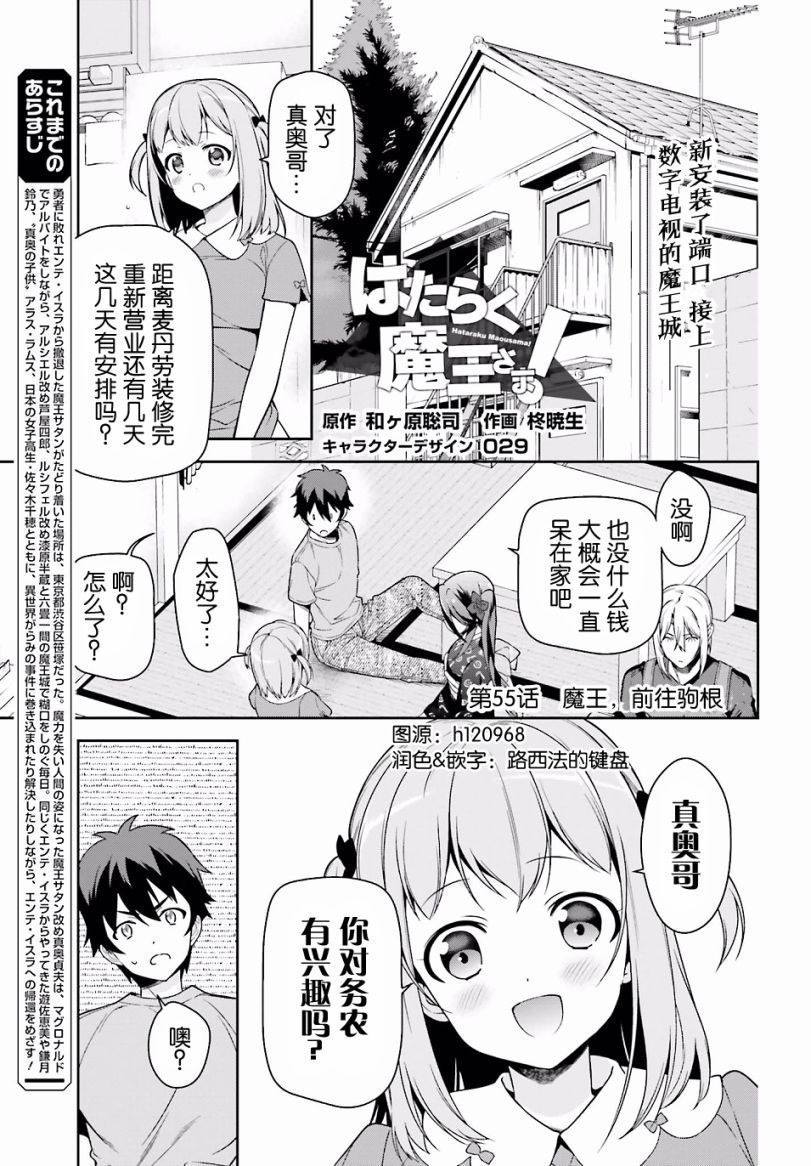 新安装了端口 接上
数字电视的魔王城
はたらく
Hataraku Maousama!
魔王さま!
原作 和ヶ原聡司 作画 柊暁生
キャラクターデザイン 029
对了
真奥哥…
距离麦丹劳装修完
重新营业还有几天
这几天有安排吗?
没啊
也没什么钱
大概会一直
呆在家吧
太好了…
啊?
怎么了?
第55话 魔王，前往驹根
图源：h120968
润色&嵌字：路西法的键盘
真奥哥
你对务农
有兴趣吗?
噢?
これまでの
あらすじ
勇者に敗れエンテ・イスラから撤退した魔王サタンがたどり着いた場所は、東京都渋谷区笹塚だった。魔力を失い人間の姿になった魔王サタン改め真奥貞夫は、マグロナルド
でアルバイトをしながら、アルシエル改め芦屋四郎、ルシフェル改め漆原半蔵と六畳一間の魔王城で糊口をしのぐ毎日。同じくエンテ・イスラからやってきた遊佐恵美や鎌月
鈴乃、〝真奥の子供〟アラス・ラムス、日本の女子高生・佐々木千穂とともに、異世界がらみの事件に巻き込まれたり解決したりしながら、エンテ・イスラへの帰還をめざす!